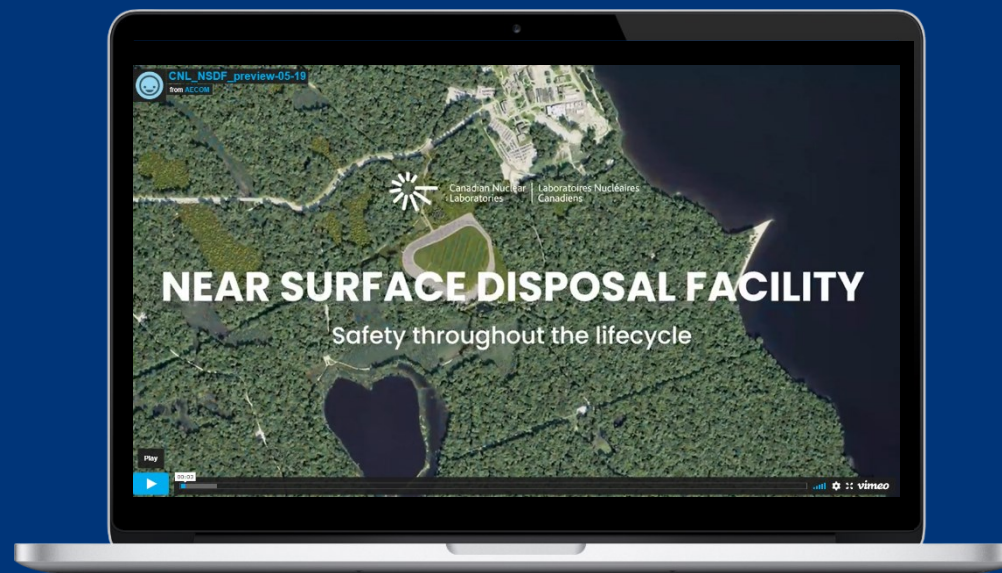 CNL_NSDF_preview-05-19
from AECOM
Canadian Nuclear | Laboratoires Nucléaires
Laboratories | Canadiens
NEAR SURFACE DISPOSAL FACILITY
Safety throughout the lifecycle
Play
00:03
vimeo